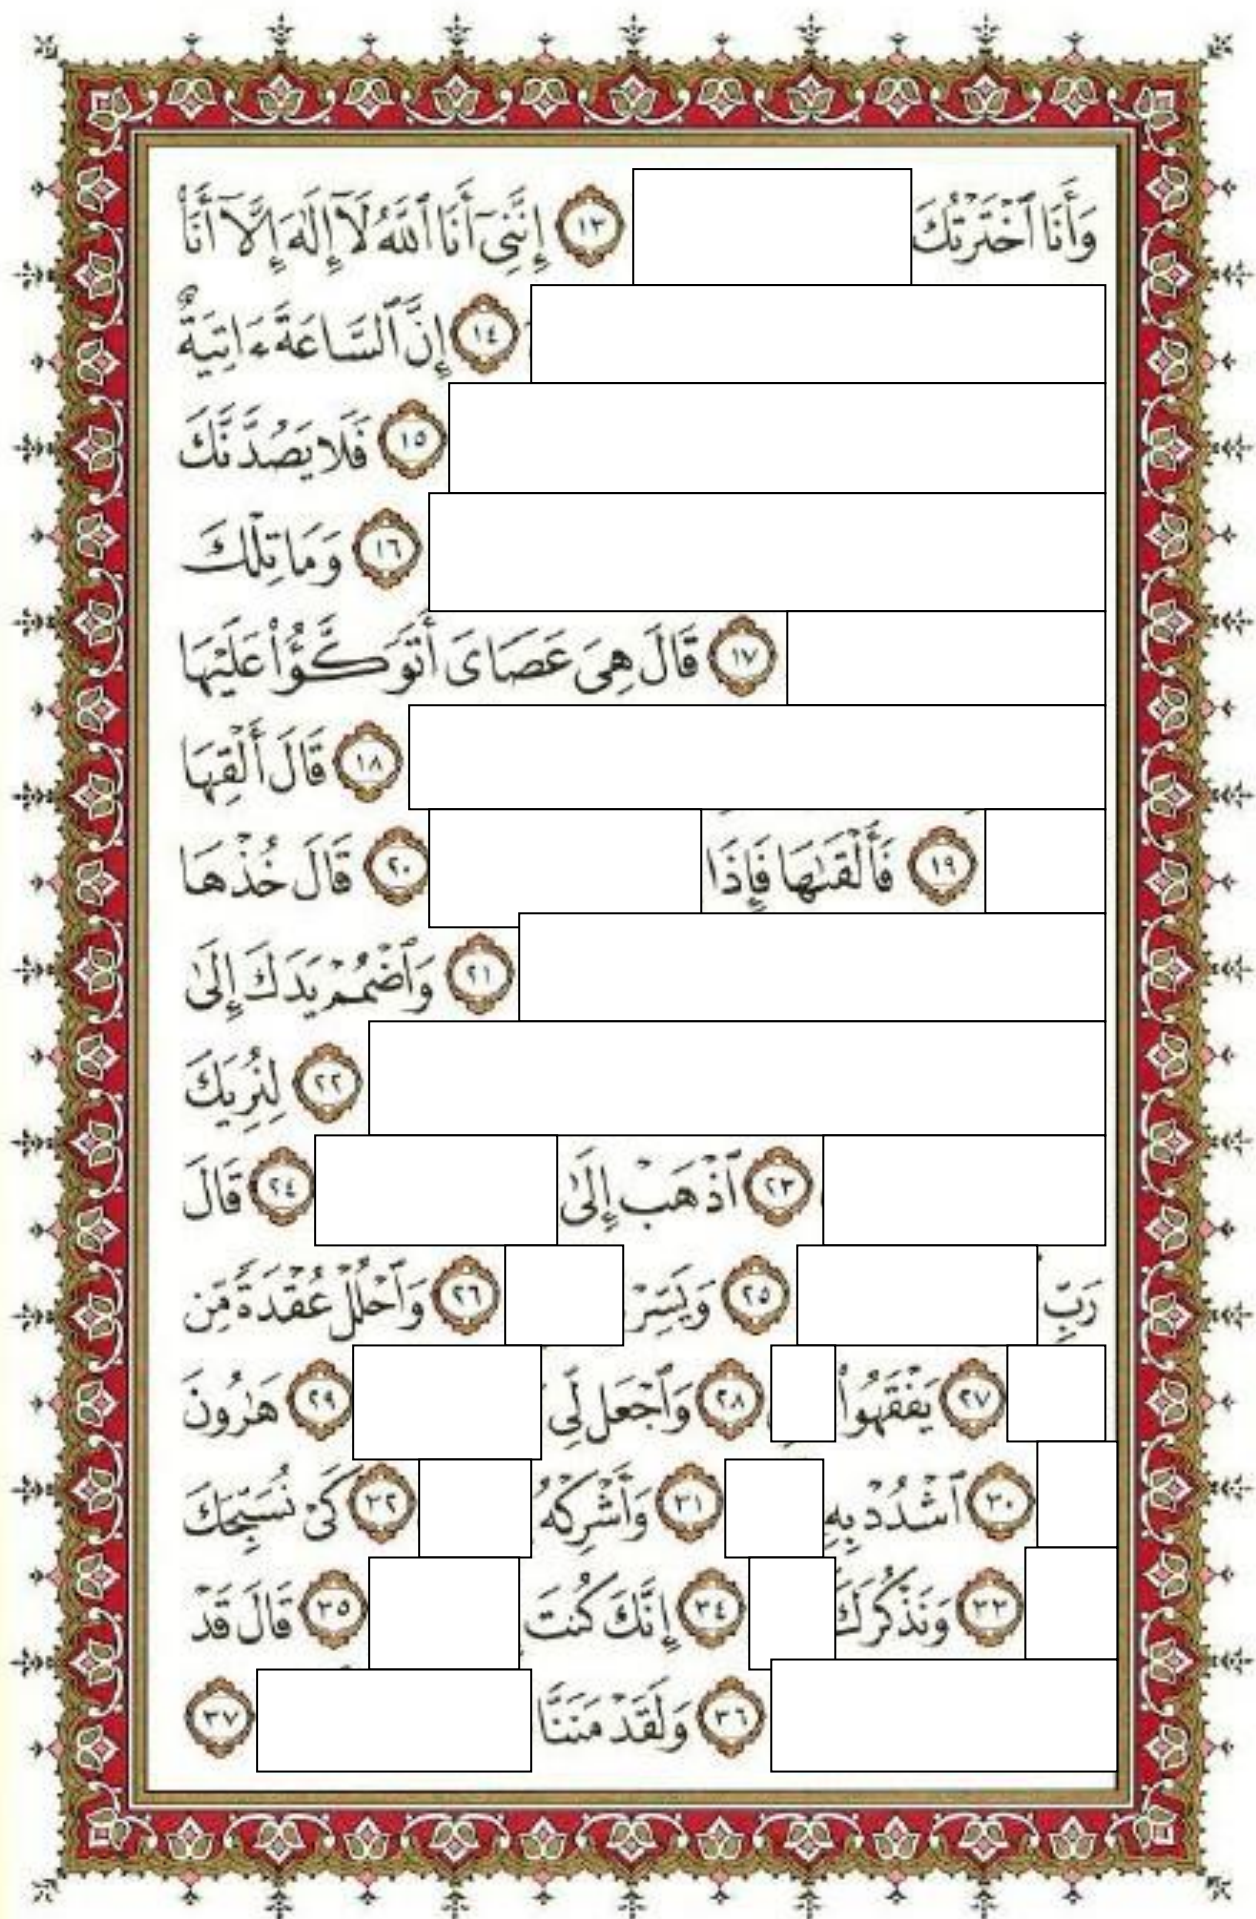 وَأَنَا ٱخْتَرْتُكَ ١٣ إِنَّنِىٓ أَنَا ٱللَّهُ لَآ إِلَٰهَ إِلَّآ أَنَا۠
١٤ إِنَّ ٱلسَّاعَةَ ءَاتِيَةٌ
١٥ فَلَا يَصُدَّنَّكَ
١٦ وَمَا تِلْكَ
١٧ قَالَ هِىَ عَصَاىَ أَتَوَكَّؤُا۟ عَلَيْهَا
١٨ قَالَ أَلْقِهَا
١٩ فَأَلْقَىٰهَا فَإِذَا ٢٠ قَالَ خُذْهَا
٢١ وَٱضْمُمْ يَدَكَ إِلَىٰ
٢٢ لِنُرِيَكَ
٢٣ ٱذْهَبْ إِلَىٰ ٢٤ قَالَ
رَبِّ ٢٥ وَيَسِّرْ ٢٦ وَٱحْلُلْ عُقْدَةً مِّن
٢٧ يَفْقَهُوا۟ ٢٨ وَٱجْعَل لِّى ٢٩ هَٰرُونَ
٣٠ ٱشْدُدْ بِهِ ٣١ وَأَشْرِكْهُ ٣٢ كَىْ نُسَبِّحَكَ
٣٣ وَنَذْكُرَكَ ٣٤ إِنَّكَ كُنتَ ٣٥ قَالَ قَدْ
٣٦ وَلَقَدْ مَنَنَّا ٣٧